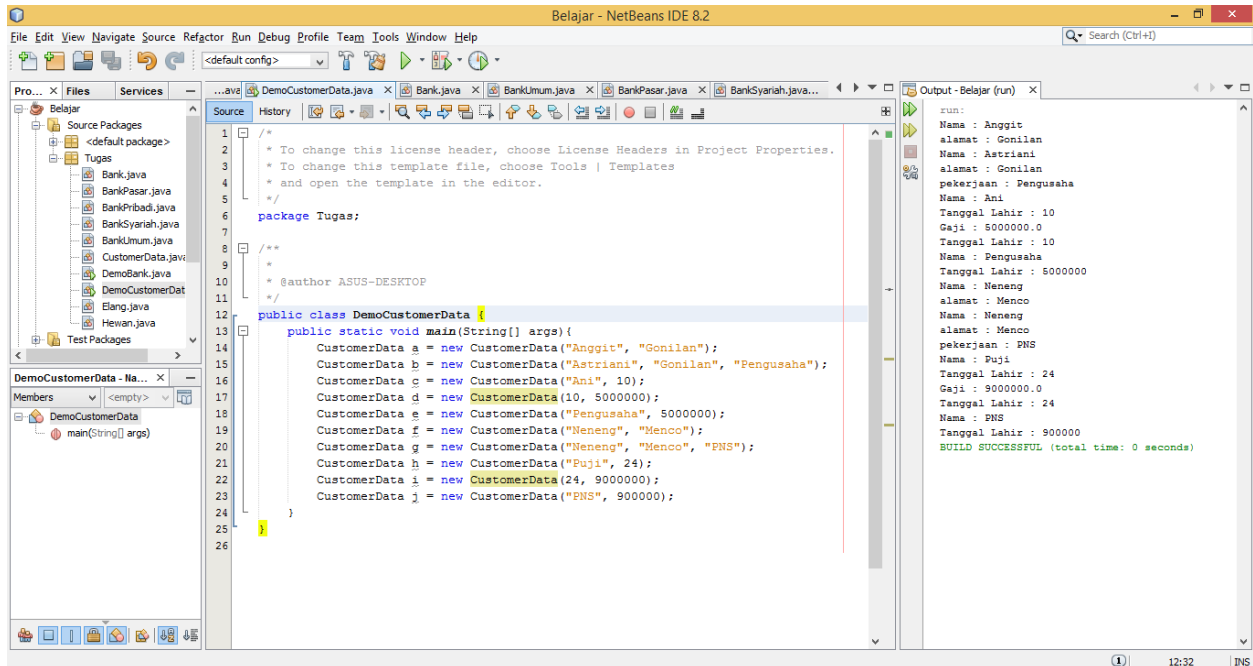 Belajar - NetBeans IDE 8.2
File Edit View Navigate Source Refactor Run Debug Profile Team Tools Window Help
Search (Ctrl+I)
<default config>
Pro... Files Services
Belajar
Source Packages
<default package>
Tugas
Bank.java
BankPasar.java
BankPribadi.java
BankSyariah.java
BankUmum.java
CustomerData.java
DemoBank.java
DemoCustomerDat
Elang.java
Hewan.java
Test Packages
DemoCustomerData - Na...
Members <empty>
DemoCustomerData
main(String[] args)
...ava DemoCustomerData.java Bank.java BankUmum.java BankPasar.java BankSyariah.java...
Source History
1 /*
2 * To change this license header, choose License Headers in Project Properties.
3 * To change this template file, choose Tools | Templates
4 * and open the template in the editor.
5 */
6 package Tugas;
7
8 /**
9 *
10 * @author ASUS-DESKTOP
11 */
12 public class DemoCustomerData {
13 public static void main(String[] args){
14 CustomerData a = new CustomerData("Anggit", "Gonilan");
15 CustomerData b = new CustomerData("Astriani", "Gonilan", "Pengusaha");
16 CustomerData c = new CustomerData("Ani", 10);
17 CustomerData d = new CustomerData(10, 5000000);
18 CustomerData e = new CustomerData("Pengusaha", 5000000);
19 CustomerData f = new CustomerData("Neneng", "Menco");
20 CustomerData g = new CustomerData("Neneng", "Menco", "PNS");
21 CustomerData h = new CustomerData("Puji", 24);
22 CustomerData i = new CustomerData(24, 9000000);
23 CustomerData j = new CustomerData("PNS", 900000);
24 }
25 }
26
Output - Belajar (run)
run:
Nama : Anggit
alamat : Gonilan
Nama : Astriani
alamat : Gonilan
pekerjaan : Pengusaha
Nama : Ani
Tanggal Lahir : 10
Gaji : 5000000.0
Tanggal Lahir : 10
Nama : Pengusaha
Tanggal Lahir : 5000000
Nama : Neneng
alamat : Menco
Nama : Neneng
alamat : Menco
pekerjaan : PNS
Nama : Puji
Tanggal Lahir : 24
Gaji : 9000000.0
Tanggal Lahir : 24
Nama : PNS
Tanggal Lahir : 900000
BUILD SUCCESSFUL (total time: 0 seconds)
1 12:32 INS